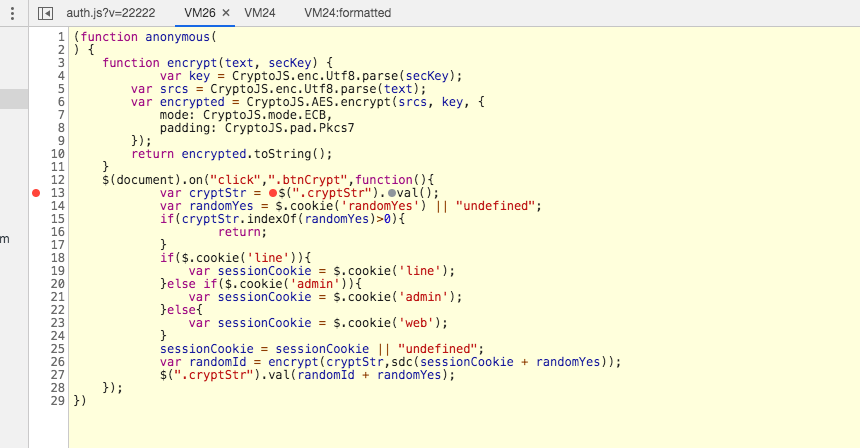 auth.js?v=22222 VM26 × VM24 VM24:formatted
1 (function anonymous(
2 ) {
3 function encrypt(text, secKey) {
4 var key = CryptoJS.enc.Utf8.parse(secKey);
5 var srcs = CryptoJS.enc.Utf8.parse(text);
6 var encrypted = CryptoJS.AES.encrypt(srcs, key, {
7 mode: CryptoJS.mode.ECB,
8 padding: CryptoJS.pad.Pkcs7
9 });
10 return encrypted.toString();
11 }
12 $(document).on("click",".btnCrypt",function(){
13 var cryptStr = $(".cryptStr").val();
14 var randomYes = $.cookie('randomYes') || "undefined";
15 if(cryptStr.indexOf(randomYes)>0){
16 return;
17 }
18 if($.cookie('line')){
19 var sessionCookie = $.cookie('line');
20 }else if($.cookie('admin')){
21 var sessionCookie = $.cookie('admin');
22 }else{
23 var sessionCookie = $.cookie('web');
24 }
25 sessionCookie = sessionCookie || "undefined";
26 var randomId = encrypt(cryptStr,sdc(sessionCookie + randomYes));
27 $(".cryptStr").val(randomId + randomYes);
28 });
29 })
m